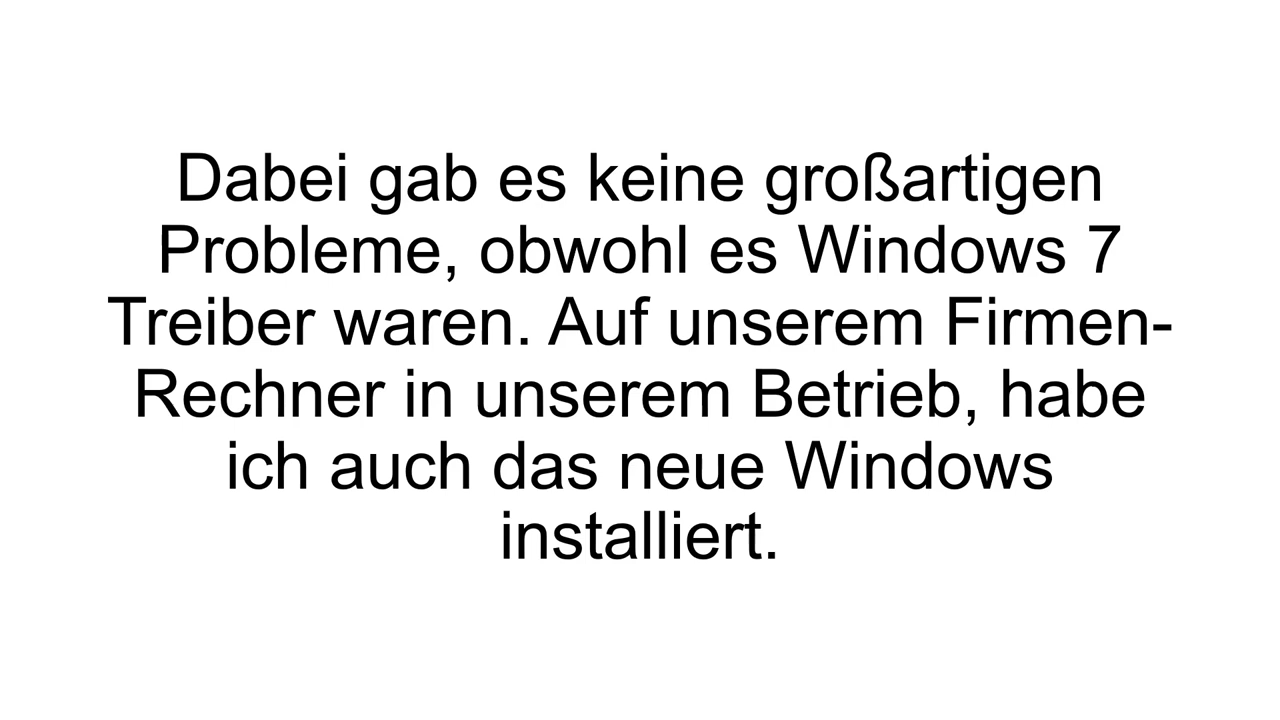 Dabei gab es keine großartigen
Probleme, obwohl es Windows 7
Treiber waren. Auf unserem Firmen-
Rechner in unserem Betrieb, habe
ich auch das neue Windows
installiert.